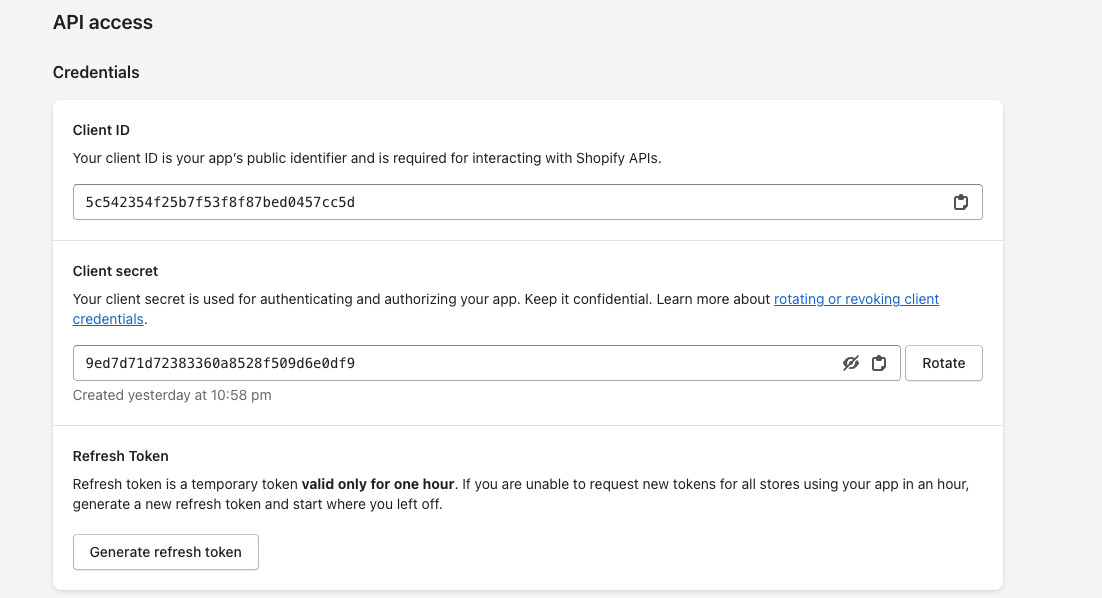 API access
Credentials
Client ID
Your client ID is your app’s public identifier and is required for interacting with Shopify APIs.
5c542354f25b7f53f8f87bed0457cc5d
Client secret
Your client secret is used for authenticating and authorizing your app. Keep it confidential. Learn more about rotating or revoking client
credentials.
9ed7d71d72383360a8528f509d6e0df9
Rotate
Created yesterday at 10:58 pm
Refresh Token
Refresh token is a temporary token valid only for one hour. If you are unable to request new tokens for all stores using your app in an hour,
generate a new refresh token and start where you left off.
Generate refresh token